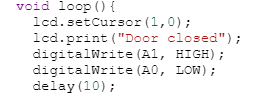 void loop(){
lcd.setCursor(1,0);
lcd.print("Door closed");
digitalWrite(A1, HIGH);
digitalWrite(A0, LOW);
delay(10);